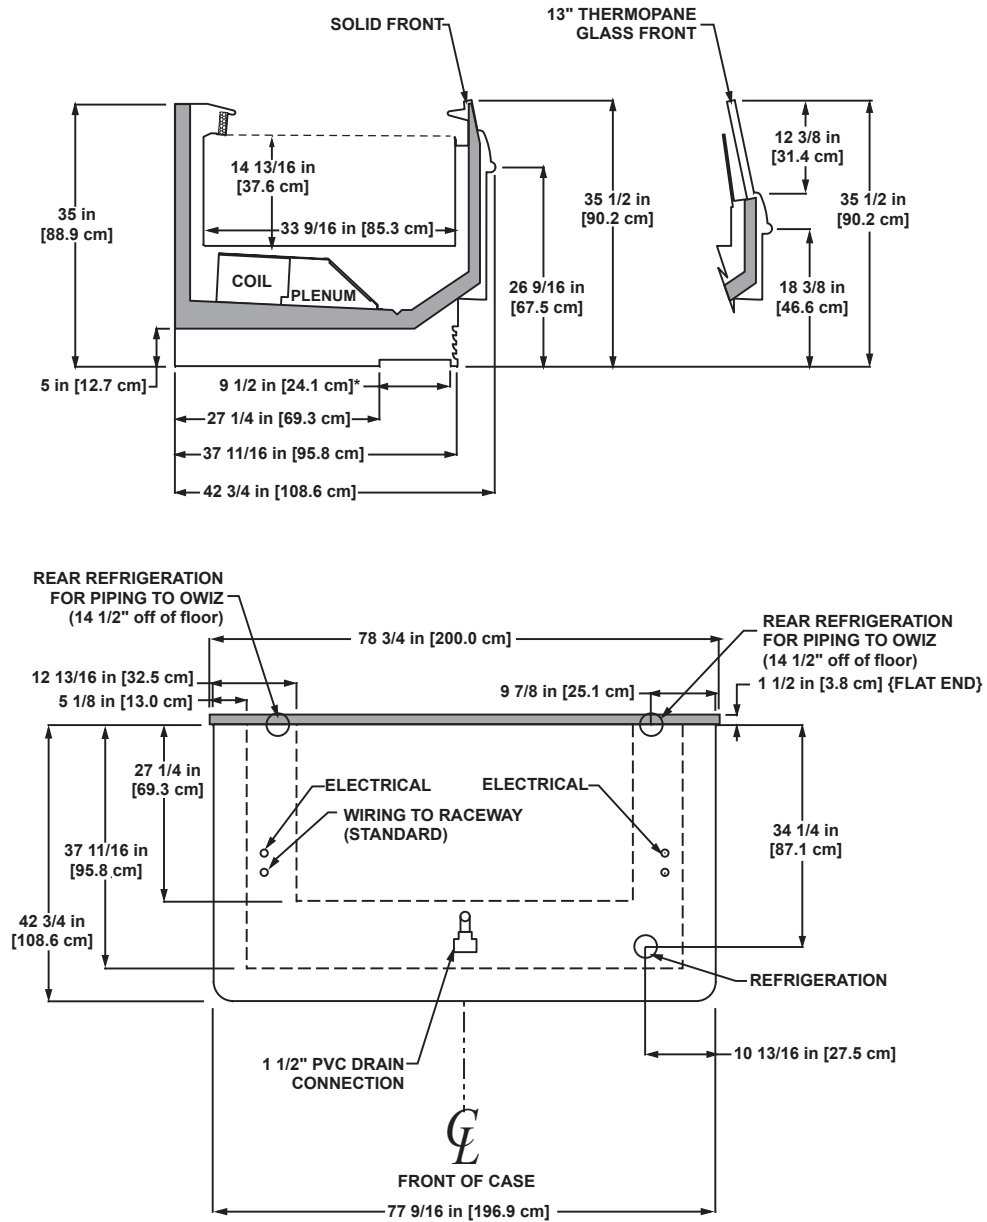 SOLID FRONT
13" THERMOPANE
GLASS FRONT
12 3/8 in
[31.4 cm]
14 13/16 in
[37.6 cm]
35 in
[88.9 cm]
35 1/2 in
[90.2 cm]
35 1/2 in
[90.2 cm]
33 9/16 in [85.3 cm]
COIL
PLENUM
26 9/16 in
[67.5 cm]
18 3/8 in
[46.6 cm]
5 in [12.7 cm]
9 1/2 in [24.1 cm]*
27 1/4 in [69.3 cm]
37 11/16 in [95.8 cm]
42 3/4 in [108.6 cm]
REAR REFRIGERATION
FOR PIPING TO OWIZ
(14 1/2" off of floor)
78 3/4 in [200.0 cm]
REAR REFRIGERATION
FOR PIPING TO OWIZ
(14 1/2" off of floor)
12 13/16 in [32.5 cm]
5 1/8 in [13.0 cm]
9 7/8 in [25.1 cm]
1 1/2 in [3.8 cm] {FLAT END}
27 1/4 in
[69.3 cm]
ELECTRICAL
ELECTRICAL
WIRING TO RACEWAY
(STANDARD)
34 1/4 in
[87.1 cm]
37 11/16 in
[95.8 cm]
42 3/4 in
[108.6 cm]
REFRIGERATION
1 1/2" PVC DRAIN
CONNECTION
10 13/16 in [27.5 cm]
CL
FRONT OF CASE
77 9/16 in [196.9 cm]